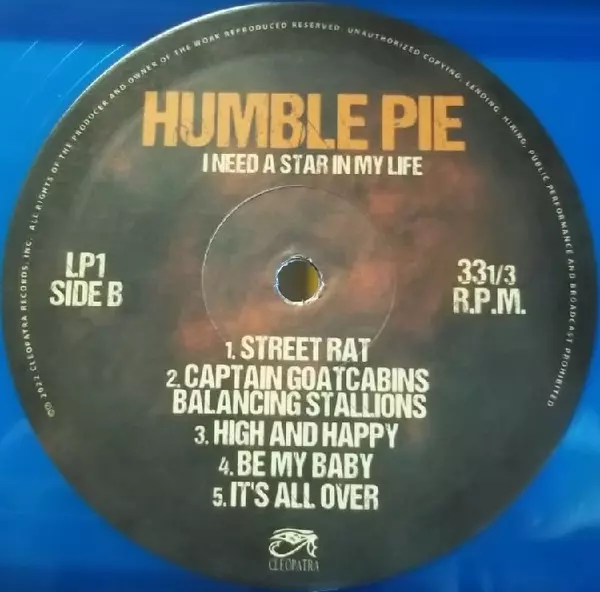 ℗© 2022 CLEOPATRA RECORDS, INC. ALL RIGHTS OF THE PRODUCER AND OWNER OF THE WORK REPRODUCED RESERVED. UNAUTHORIZED COPYING, LENDING, HIRING, PUBLIC PERFORMANCE AND BROADCAST PROHIBITED
HUMBLE PIE
I NEED A STAR IN MY LIFE
LP1
SIDE B
33 1/3
R.P.M.
1. STREET RAT
2. CAPTAIN GOATCABINS
BALANCING STALLIONS
3. HIGH AND HAPPY
4. BE MY BABY
5. IT'S ALL OVER
CLEOPATRA